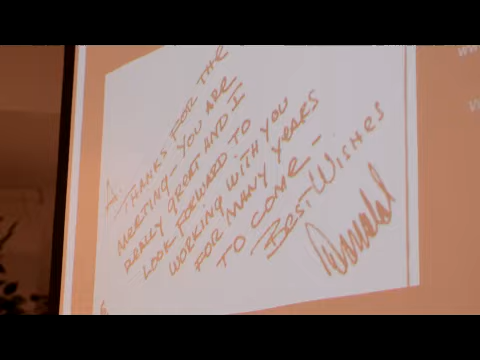 A.
THANKS FOR THE
MEETING - YOU ARE
REALLY GREAT AND I
LOOK FORWARD TO
WORKING WITH YOU
FOR MANY YEARS
TO COME -
BEST WISHES
Donald